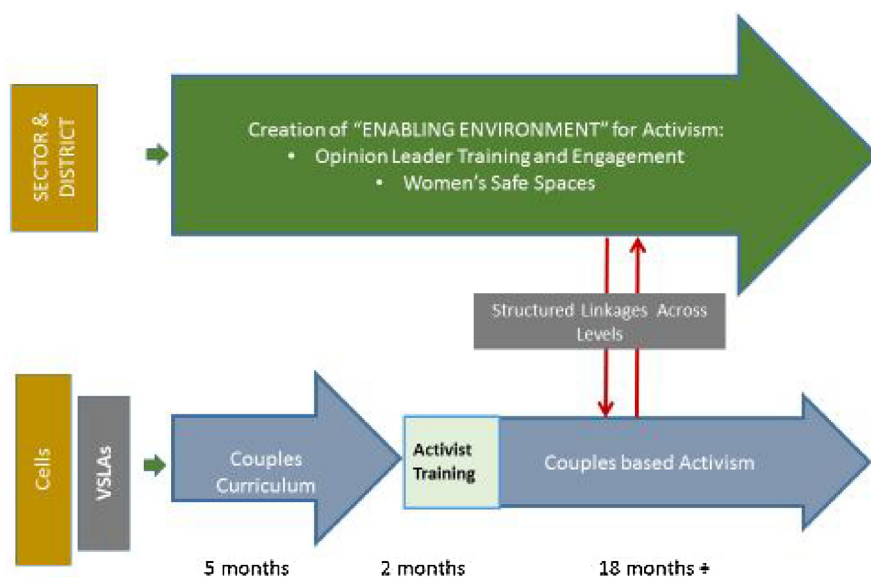 SECTOR &
DISTRICT
Creation of “ENABLING ENVIRONMENT” for Activism:
• Opinion Leader Training and Engagement
• Women’s Safe Spaces
Structured Linkages Across
Levels
Cells
VSLAs
Couples
Curriculum
Activist
Training
Couples based Activism
5 months
2 months
18 months +